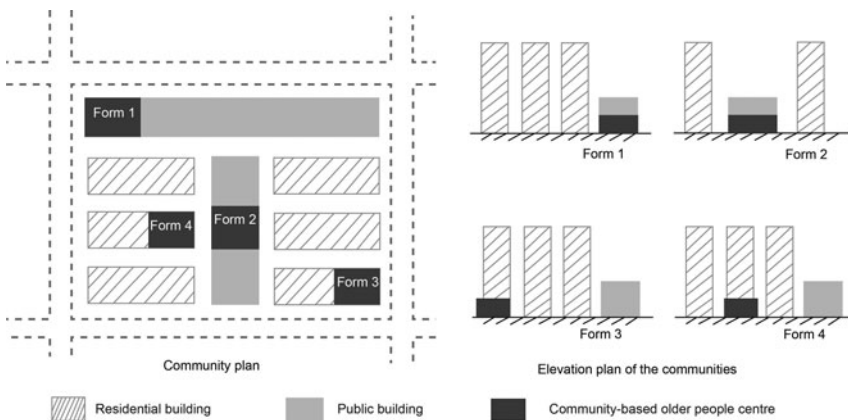 Form 1
Form 4
Form 2
Form 3
Community plan
Form 1
Form 2
Form 3
Form 4
Elevation plan of the communities
Residential building
Public building
Community-based older people centre